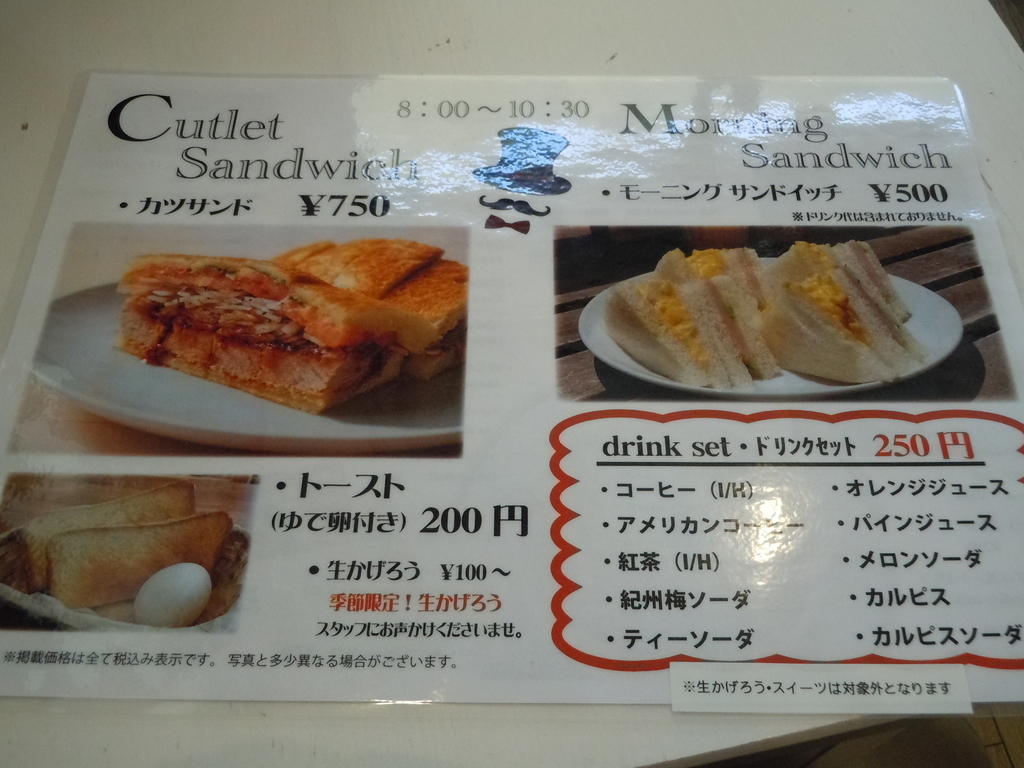 Cutlet
Sandwich
8：00～10：30
Morning
Sandwich
・カツサンド ¥750
・モーニング サンドイッチ ¥500
※ドリンク代は含まれておりません。
・トースト
(ゆで卵付き) 200円
・生かげろう ¥100～
季節限定！生かげろう
スタッフにお声かけくださいませ。
※掲載価格は全て税込み表示です。 写真と多少異なる場合がございます。
drink set・ドリンクセット 250円
・コーヒー（I/H）
・アメリカンコーヒー
・紅茶（I/H）
・紀州梅ソーダ
・ティーソーダ
・オレンジジュース
・パインジュース
・メロンソーダ
・カルピス
・カルピスソーダ
※生かげろう・スイーツは対象外となります